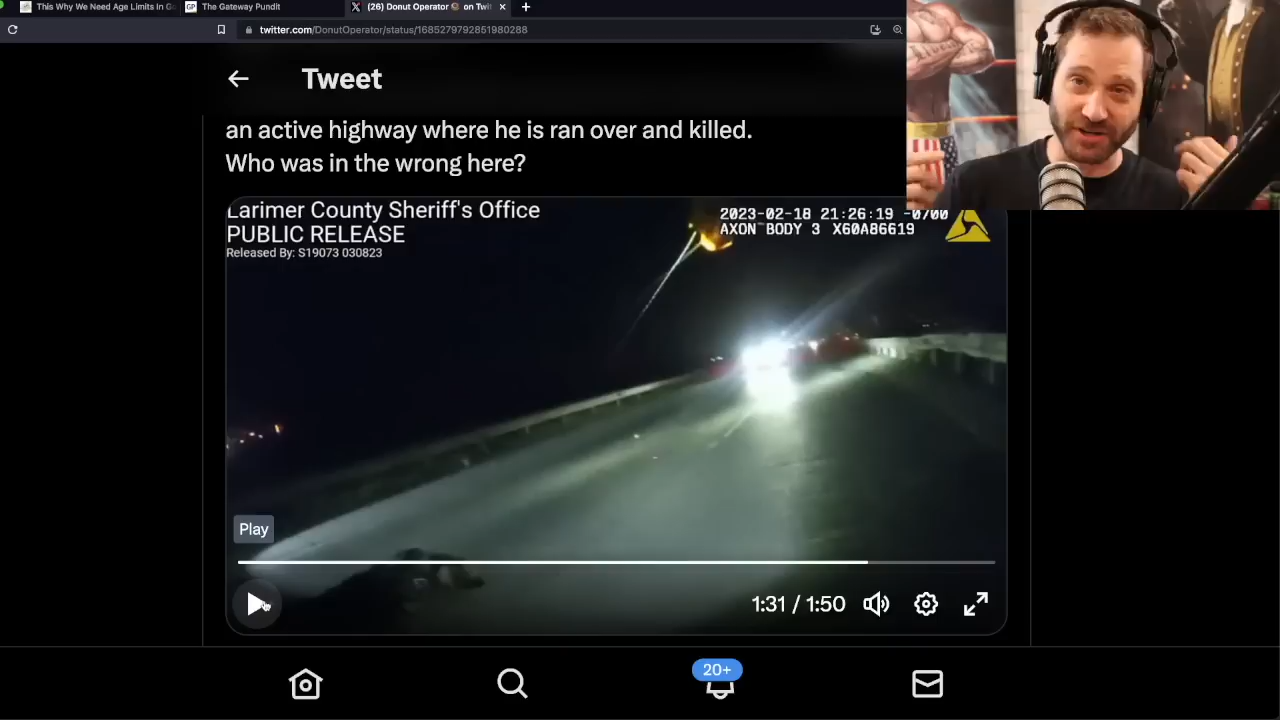 This Why We Need Age Limits In G
The Gateway Pundit
(26) Donut Operator on Twit
twitter.com/DonutOperator/status/1685279792851980288
Tweet
an active highway where he is ran over and killed.
Who was in the wrong here?
Larimer County Sheriff's Office
PUBLIC RELEASE
Released By: S19073 030823
2023-02-18 21:26:19 -0700
AXON BODY 3 X60A86619
Play
1:31 / 1:50
20+